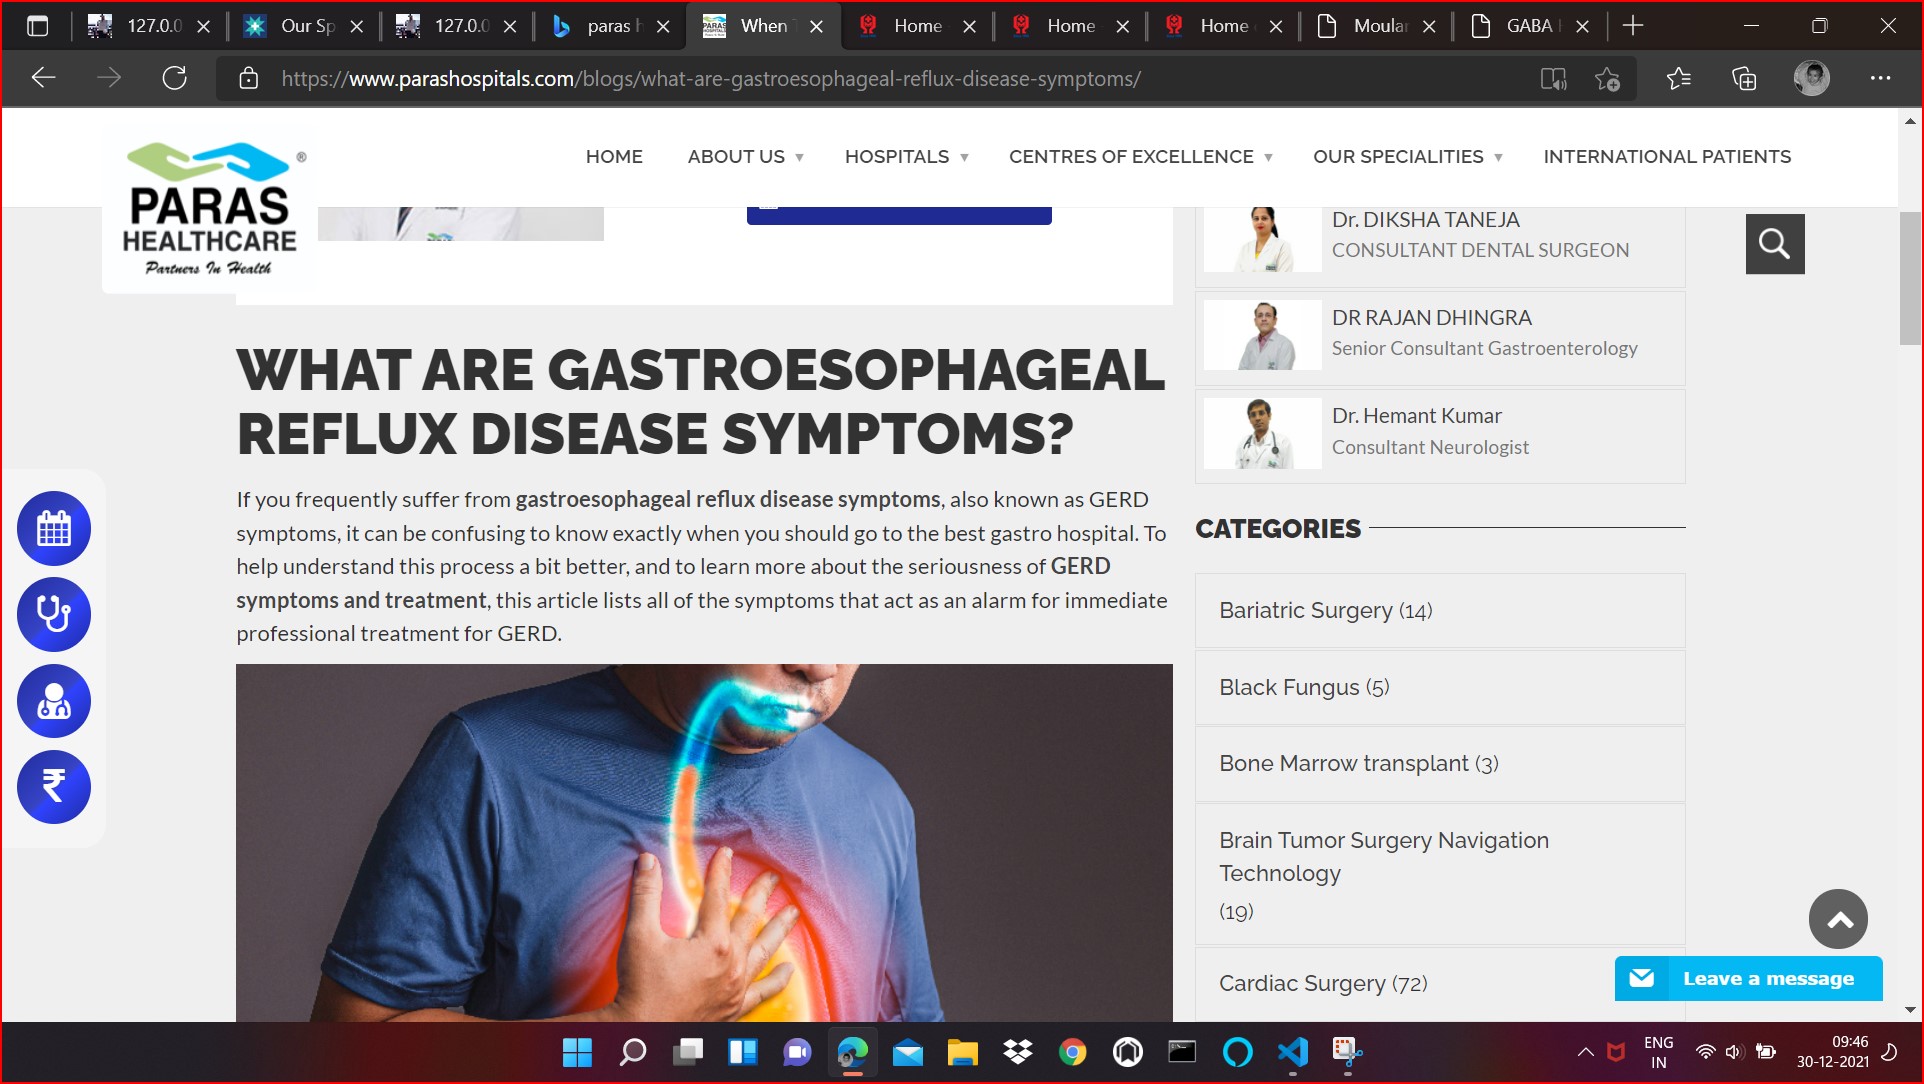 127.0.0
Our Sp
127.0.0
paras h
When
Home
Home
Home
Moular
GABA
https://www.parashospitals.com/blogs/what-are-gastroesophageal-reflux-disease-symptoms/
PARAS
HEALTHCARE
Partners In Health
®
HOME
ABOUT US
HOSPITALS
CENTRES OF EXCELLENCE
OUR SPECIALITIES
INTERNATIONAL PATIENTS
WHAT ARE GASTROESOPHAGEAL
REFLUX DISEASE SYMPTOMS?
If you frequently suffer from gastroesophageal reflux disease symptoms, also known as GERD
symptoms, it can be confusing to know exactly when you should go to the best gastro hospital. To
help understand this process a bit better, and to learn more about the seriousness of GERD
symptoms and treatment, this article lists all of the symptoms that act as an alarm for immediate
professional treatment for GERD.
Dr. DIKSHA TANEJA
CONSULTANT DENTAL SURGEON
DR RAJAN DHINGRA
Senior Consultant Gastroenterology
Dr. Hemant Kumar
Consultant Neurologist
CATEGORIES
Bariatric Surgery (14)
Black Fungus (5)
Bone Marrow transplant (3)
Brain Tumor Surgery Navigation
Technology
(19)
Cardiac Surgery (72)
Leave a message
ENG
IN
09:46
30-12-2021